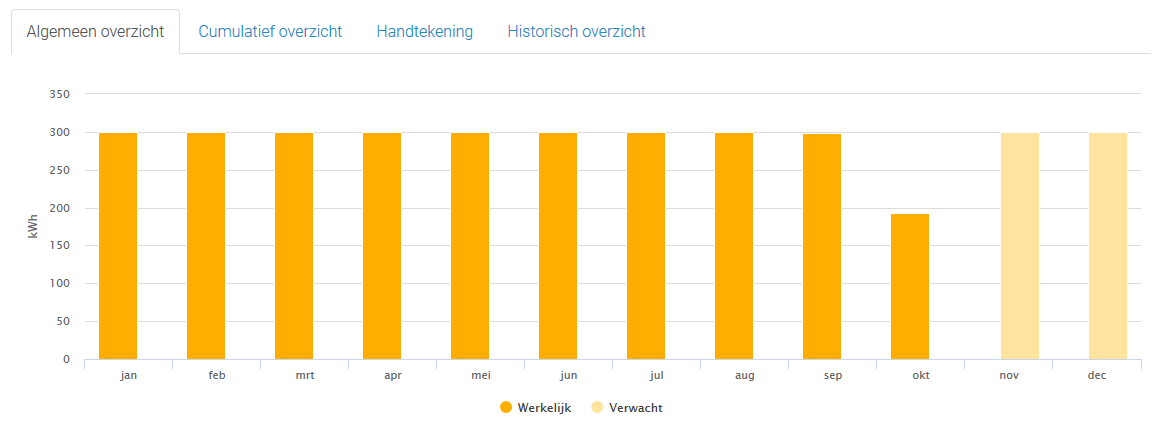 Algemeen overzicht Cumulatief overzicht Handtekening Historisch overzicht
350
300
250
200
150
100
50
0
kWh
jan feb mrt apr mei jun jul aug sep okt nov dec
Werkelijk Verwacht